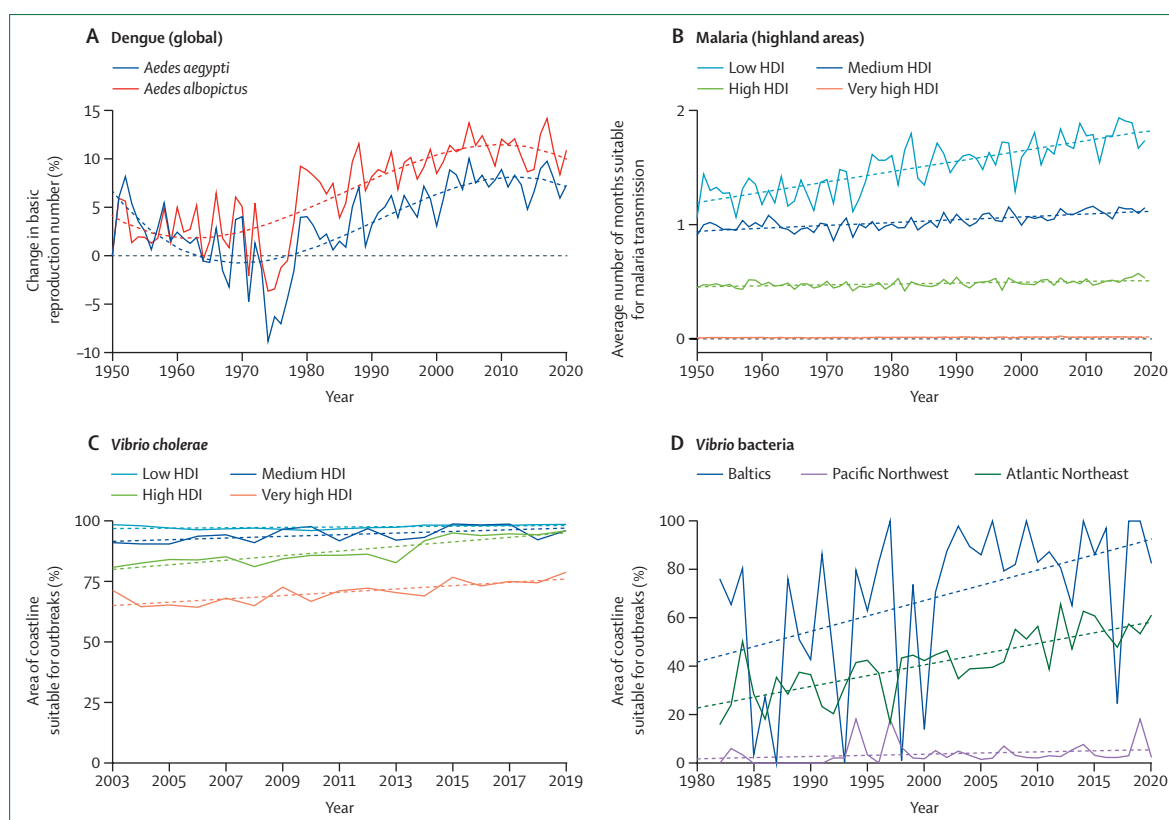 A Dengue (global)
Aedes aegypti
Aedes albopictus
Change in basic
reproduction number (%)
15
10
5
0
–5
–10
1950
1960
1970
1980
1990
2000
2010
2020
Year
B Malaria (highland areas)
Low HDI
Medium HDI
High HDI
Very high HDI
Average number of months suitable
for malaria transmission
2
1
0
1950
1960
1970
1980
1990
2000
2010
2020
Year
C Vibrio cholerae
Low HDI
Medium HDI
High HDI
Very high HDI
Area of coastline
suitable for outbreaks (%)
100
75
50
25
0
2003
2005
2007
2009
2011
2013
2015
2017
2019
Year
D Vibrio bacteria
Baltics
Pacific Northwest
Atlantic Northeast
Area of coastline
suitable for outbreaks (%)
100
80
60
40
20
0
1980
1985
1990
1995
2000
2005
2010
2015
2020
Year